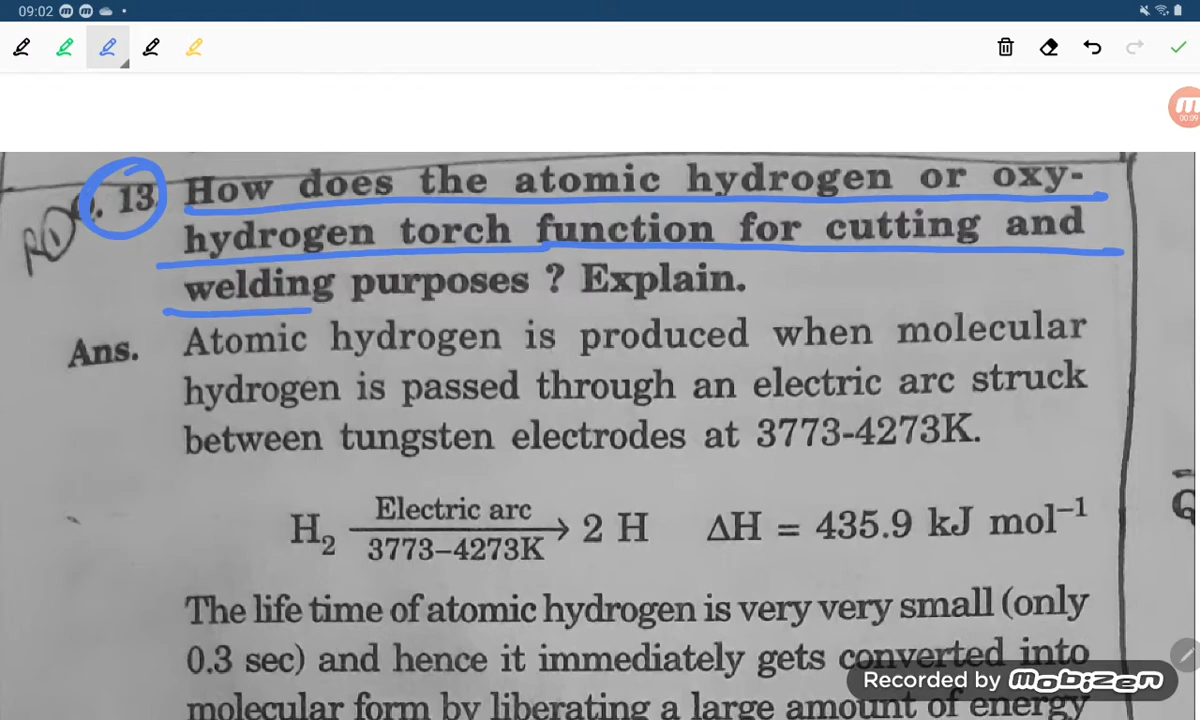 09:02
00:09
. 13 How does the atomic hydrogen or oxy-
hydrogen torch function for cutting and
welding purposes ? Explain.
Ans. Atomic hydrogen is produced when molecular
hydrogen is passed through an electric arc struck
between tungsten electrodes at 3773-4273K.
H₂ Electric arc 3773–4273K → 2 H ΔH = 435.9 kJ mol⁻¹
The life time of atomic hydrogen is very very small (only
0.3 sec) and hence it immediately gets converted into
molecular form by liberating a large amount of energy
Recorded by mobizen